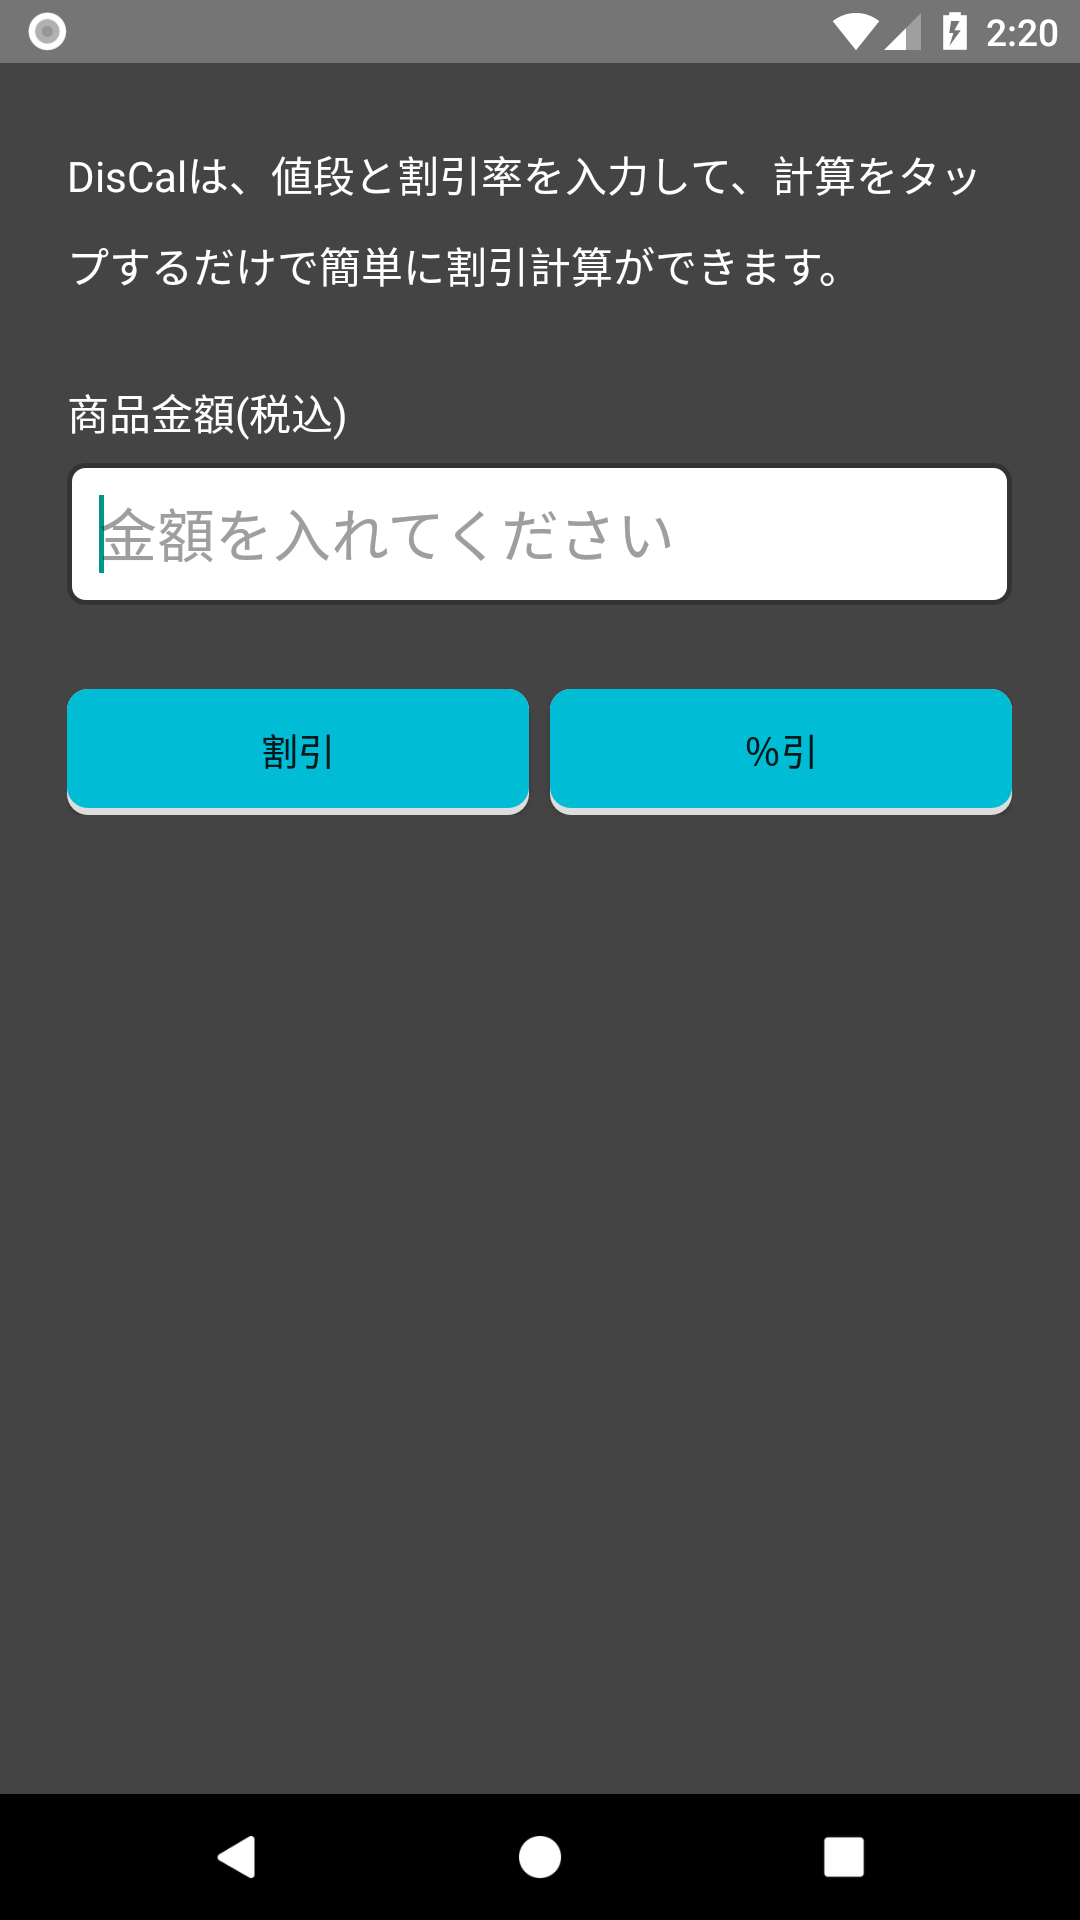 2:20
DisCalは、値段と割引率を入力して、計算をタッ
プするだけで簡単に割引計算ができます。
商品金額(税込)
金額を入れてください
割引
%引